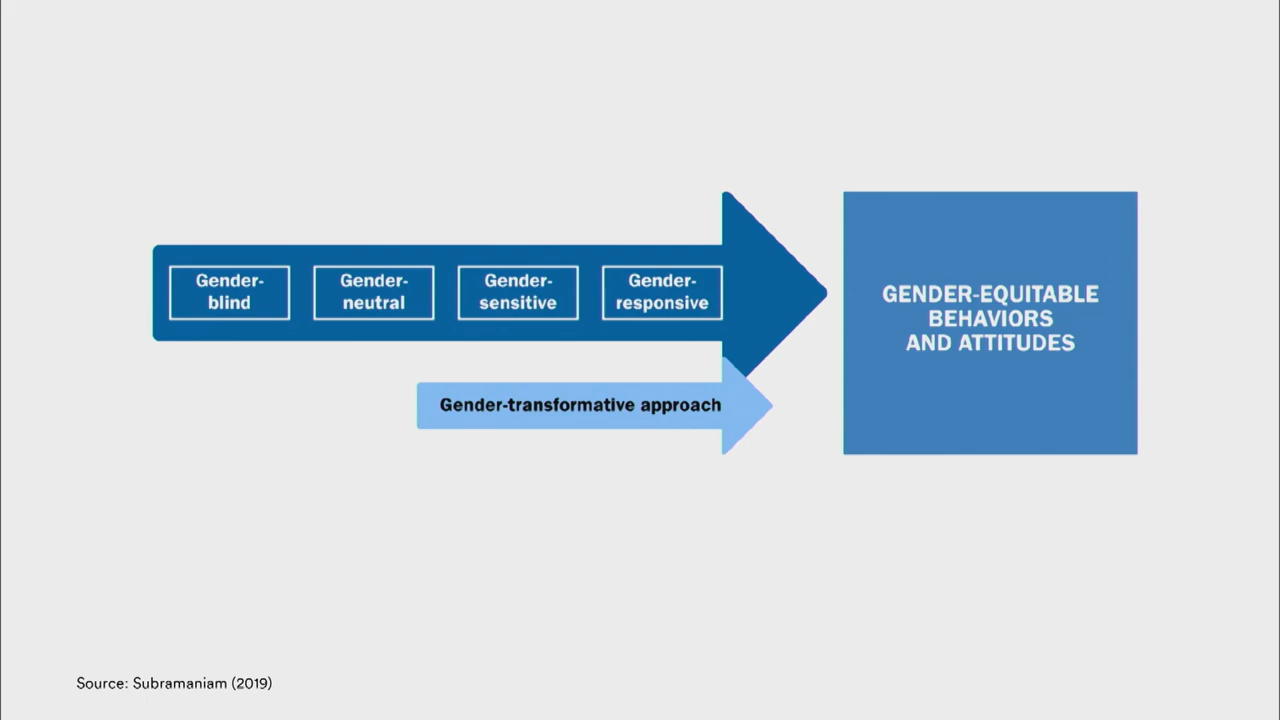 Gender-
blind
Gender-
neutral
Gender-
sensitive
Gender-
responsive
Gender-transformative approach
GENDER-EQUITABLE
BEHAVIORS
AND ATTITUDES
Source: Subramaniam (2019)